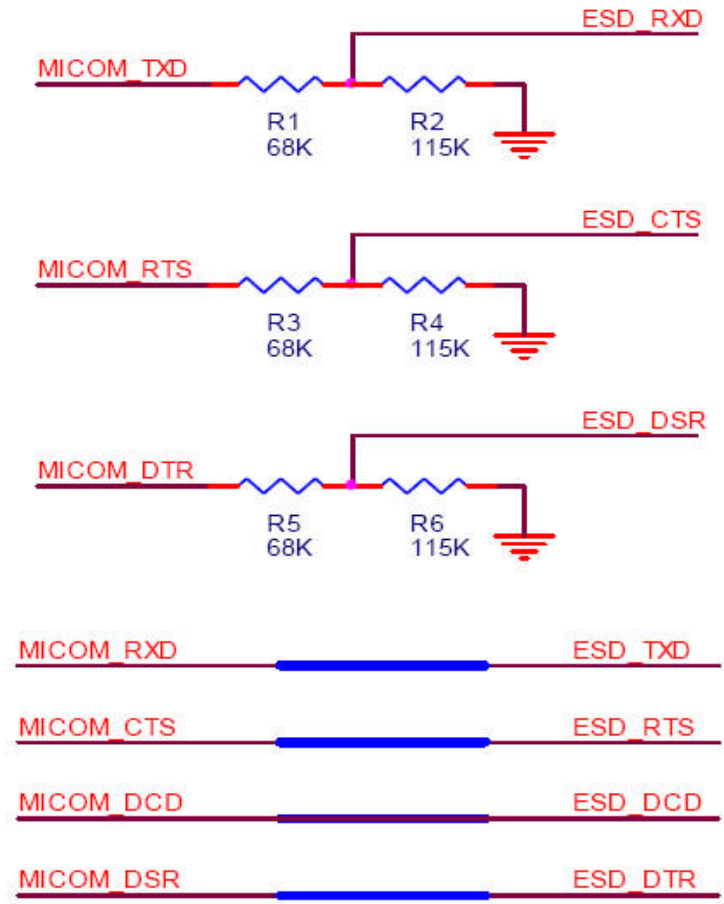 ESD_RXD
MICOM_TXD
R1 R2
68K 115K
ESD_CTS
MICOM_RTS
R3 R4
68K 115K
ESD_DSR
MICOM_DTR
R5 R6
68K 115K
MICOM_RXD ESD_TXD
MICOM_CTS ESD_RTS
MICOM_DCD ESD_DCD
MICOM_DSR ESD_DTR